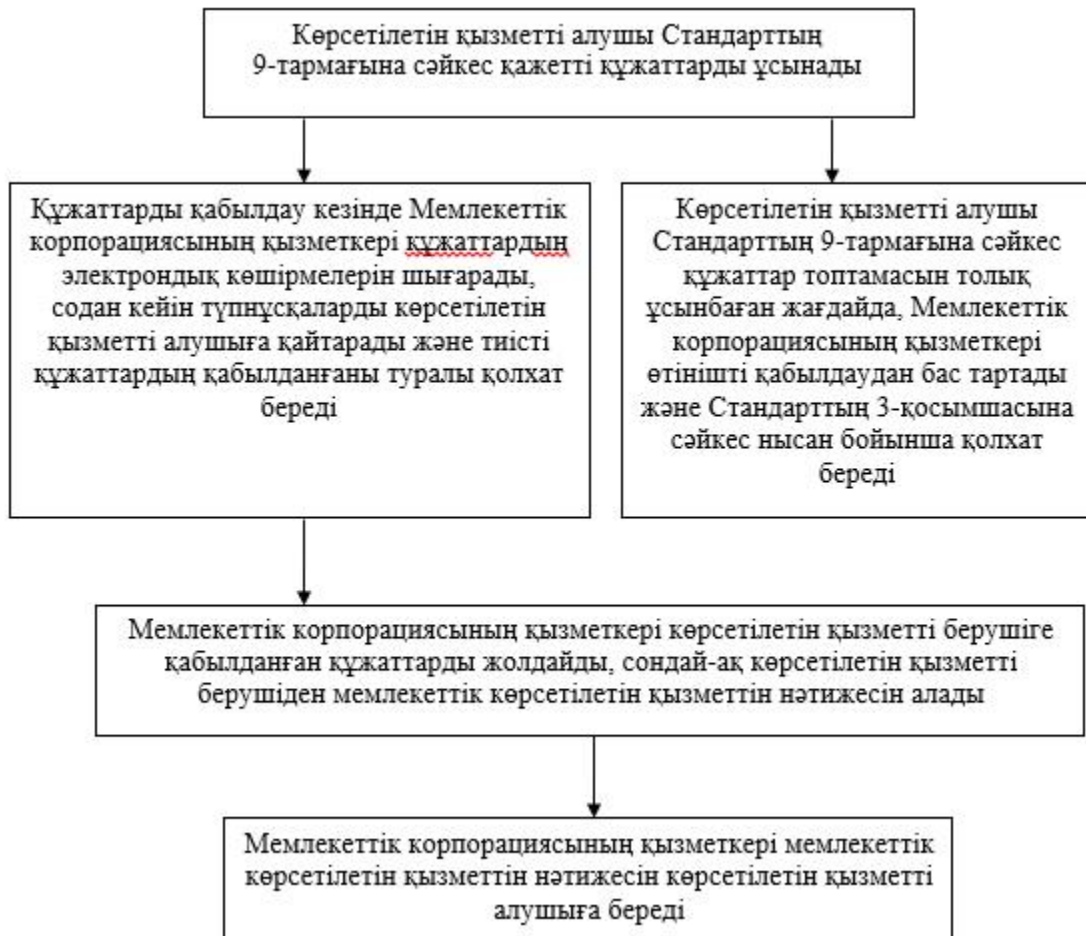 Көрсетілетін қызметті алушы Стандарттың
9-тармағына сәйкес қажетті құжаттарды ұсынады
Құжаттарды қабылдау кезінде Мемлекеттік
корпорациясының қызметкері құжаттардың
электрондық көшірмелерін шығарады,
содан кейін түпнұсқаларды көрсетілетін
қызметті алушыға қайтарады және тиісті
құжаттардың қабылданғаны туралы қолхат
береді
Көрсетілетін қызметті алушы
Стандарттың 9-тармағына сәйкес
құжаттар топтамасын толық
ұсынбаған жағдайда, Мемлекеттік
корпорациясының қызметкері
өтінішті қабылдаудан бас тартады
және Стандарттың 3-қосымшасына
сәйкес нысан бойынша қолхат
береді
Мемлекеттік корпорациясының қызметкері көрсетілетін қызметті берушіге
қабылданған құжаттарды жолдайды, сондай-ақ көрсетілетін қызметті
берушіден мемлекеттік көрсетілетін қызметтін нәтижесін алады
Мемлекеттік корпорациясының қызметкері мемлекеттік
көрсетілетін қызметтін нәтижесін көрсетілетін қызметті
алушыға береді